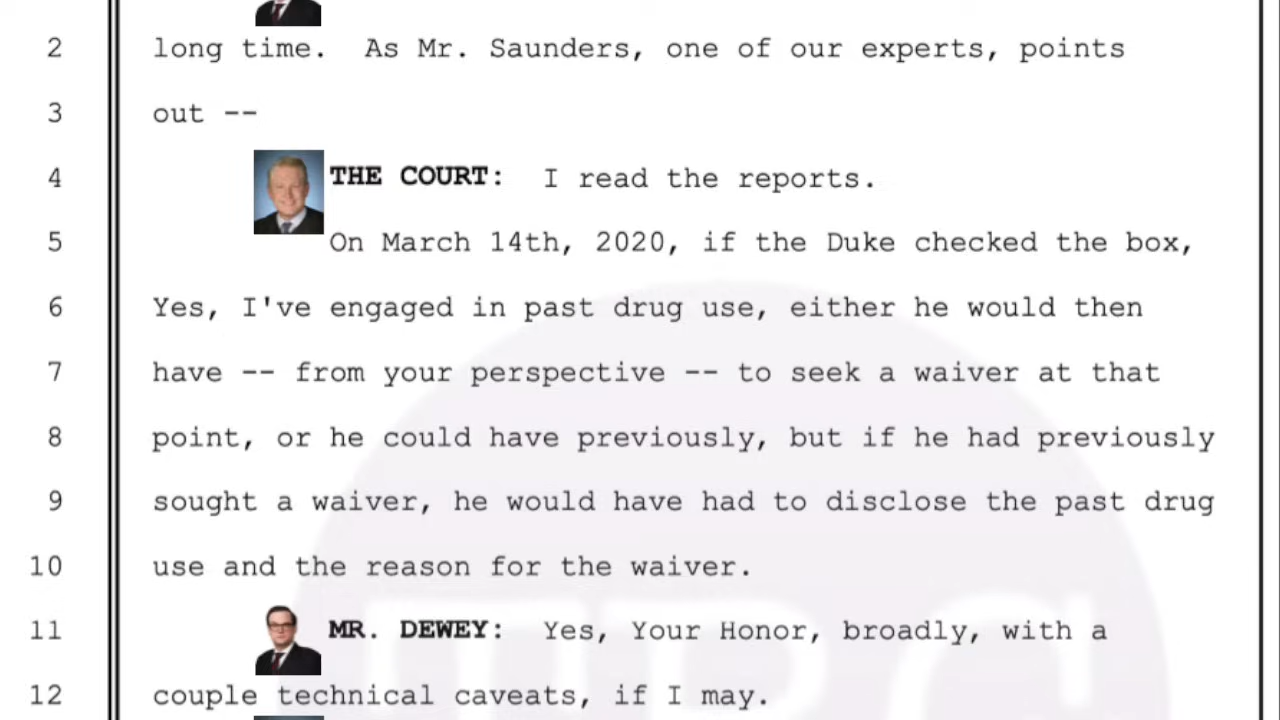 2 long time. As Mr. Saunders, one of our experts, points
3 out --
4 THE COURT: I read the reports.
5 On March 14th, 2020, if the Duke checked the box,
6 Yes, I've engaged in past drug use, either he would then
7 have -- from your perspective -- to seek a waiver at that
8 point, or he could have previously, but if he had previously
9 sought a waiver, he would have had to disclose the past drug
10 use and the reason for the waiver.
11 MR. DEWEY: Yes, Your Honor, broadly, with a
12 couple technical caveats, if I may.